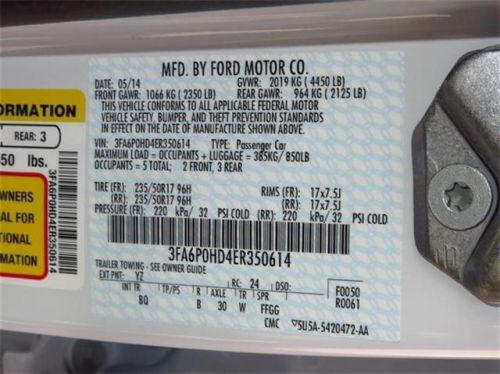 MFD. BY FORD MOTOR CO.
DATE: 05/14 GVWR: 2019 KG ( 4450 LB)
FRONT GAWR: 1066 KG ( 2350 LB) REAR GAWR: 964 KG ( 2125 LB)
THIS VEHICLE CONFORMS TO ALL APPLICABLE FEDERAL MOTOR
VEHICLE SAFETY, BUMPER, AND THEFT PREVENTION STANDARDS
IN EFFECT ON THE DATE OF MANUFACTURE SHOWN ABOVE.
VIN: 3FA6P0HD4ER350614 TYPE: Passenger Car
MAXIMUM LOAD = OCCUPANTS + LUGGAGE = 385KG/850LB
OCCUPANTS = 5 TOTAL; 2 FRONT, 3 REAR
TIRE (FR): 235/50R17 96H RIMS (FR): 17x7.5J
(RR): 235/50R17 96H (RR): 17x7.5J
PRESSURE (FR): 220 kPa/ 32 PSI COLD (RR): 220 kPa/ 32 PSI COLD
3FA6P0HD4ER350614
TRAILER TOWING - SEE OWNER GUIDE
EXT PNT: YZ RC: 24 DSO: F0050
INT TR TP/PS R AXLE TR SPR R0061
BQ B 30 W FFGG
CMC 5U5A-5420472-AA
ORMATION
REAR: 3
50 lbs.
3FA6P0HD4ER350614
OWNERS
AL
ATION